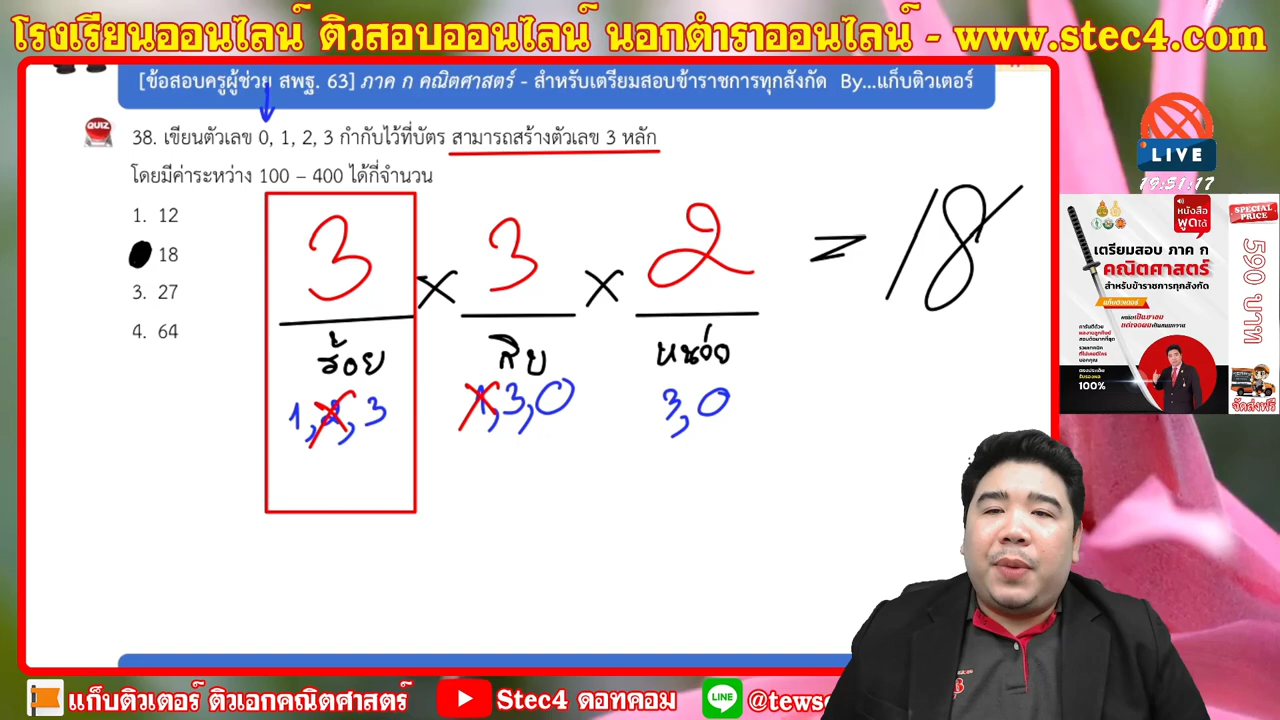 โรงเรียนออนไลน์ ติวสอบออนไลน์ นอกตำราออนไลน์ - www.stec4.com
[ข้อสอบครูผู้ช่วย สพฐ. 63] ภาค ก คณิตศาสตร์ - สำหรับเตรียมสอบข้าราชการทุกสังกัด By...แก็บติวเตอร์
QUIZ
38. เขียนตัวเลข 0, 1, 2, 3 กำกับไว้ที่บัตร สามารถสร้างตัวเลข 3 หลัก
โดยมีค่าระหว่าง 100 – 400 ได้กี่จำนวน
1. 12
18
3. 27
4. 64
3 × 3 × 2 = 18
ร้อย สิบ หน่วย
1, 2, 3 1, 3, 0 3, 0
LIVE
19:51:17
หนังสือ
พูดได้
SPECIAL
PRICE
เตรียมสอบ ภาค ก
คณิตศาสตร์
สำหรับข้าราชการทุกสังกัด
แก็บติวเตอร์
590 บาท
100%
จัดส่งฟรี
แก็บติวเตอร์ ติวเอกคณิตศาสตร์ Stec4 ดอทคอม LINE